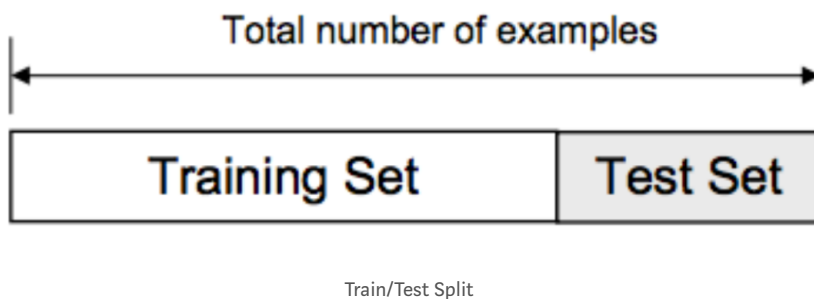 Total number of examples
Training Set Test Set
Train/Test Split